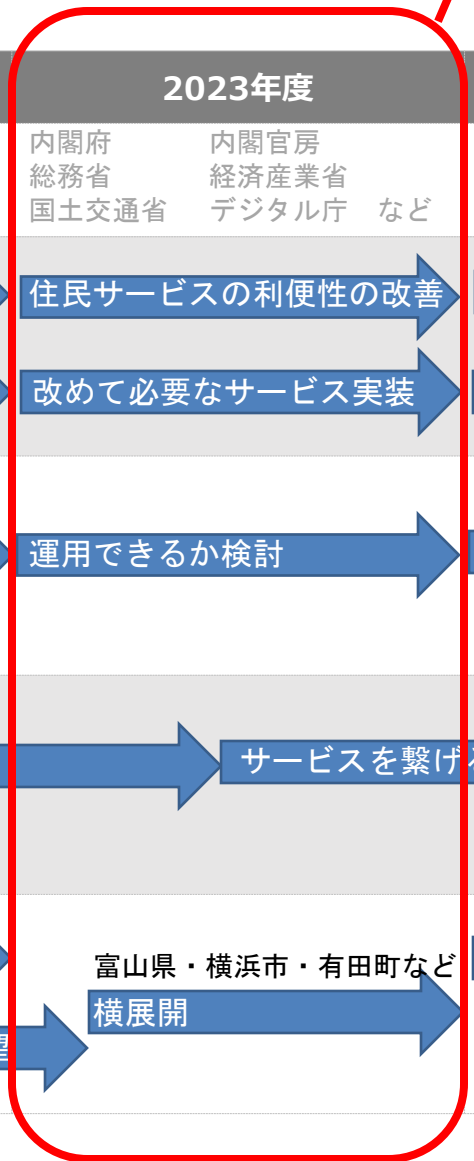 2023年度
内閣府 内閣官房
総務省 経済産業省
国土交通省 デジタル庁 など
住民サービスの利便性の改善
改めて必要なサービス実装
運用できるか検討
サービスを繋げ
富山県・横浜市・有田町など
横展開